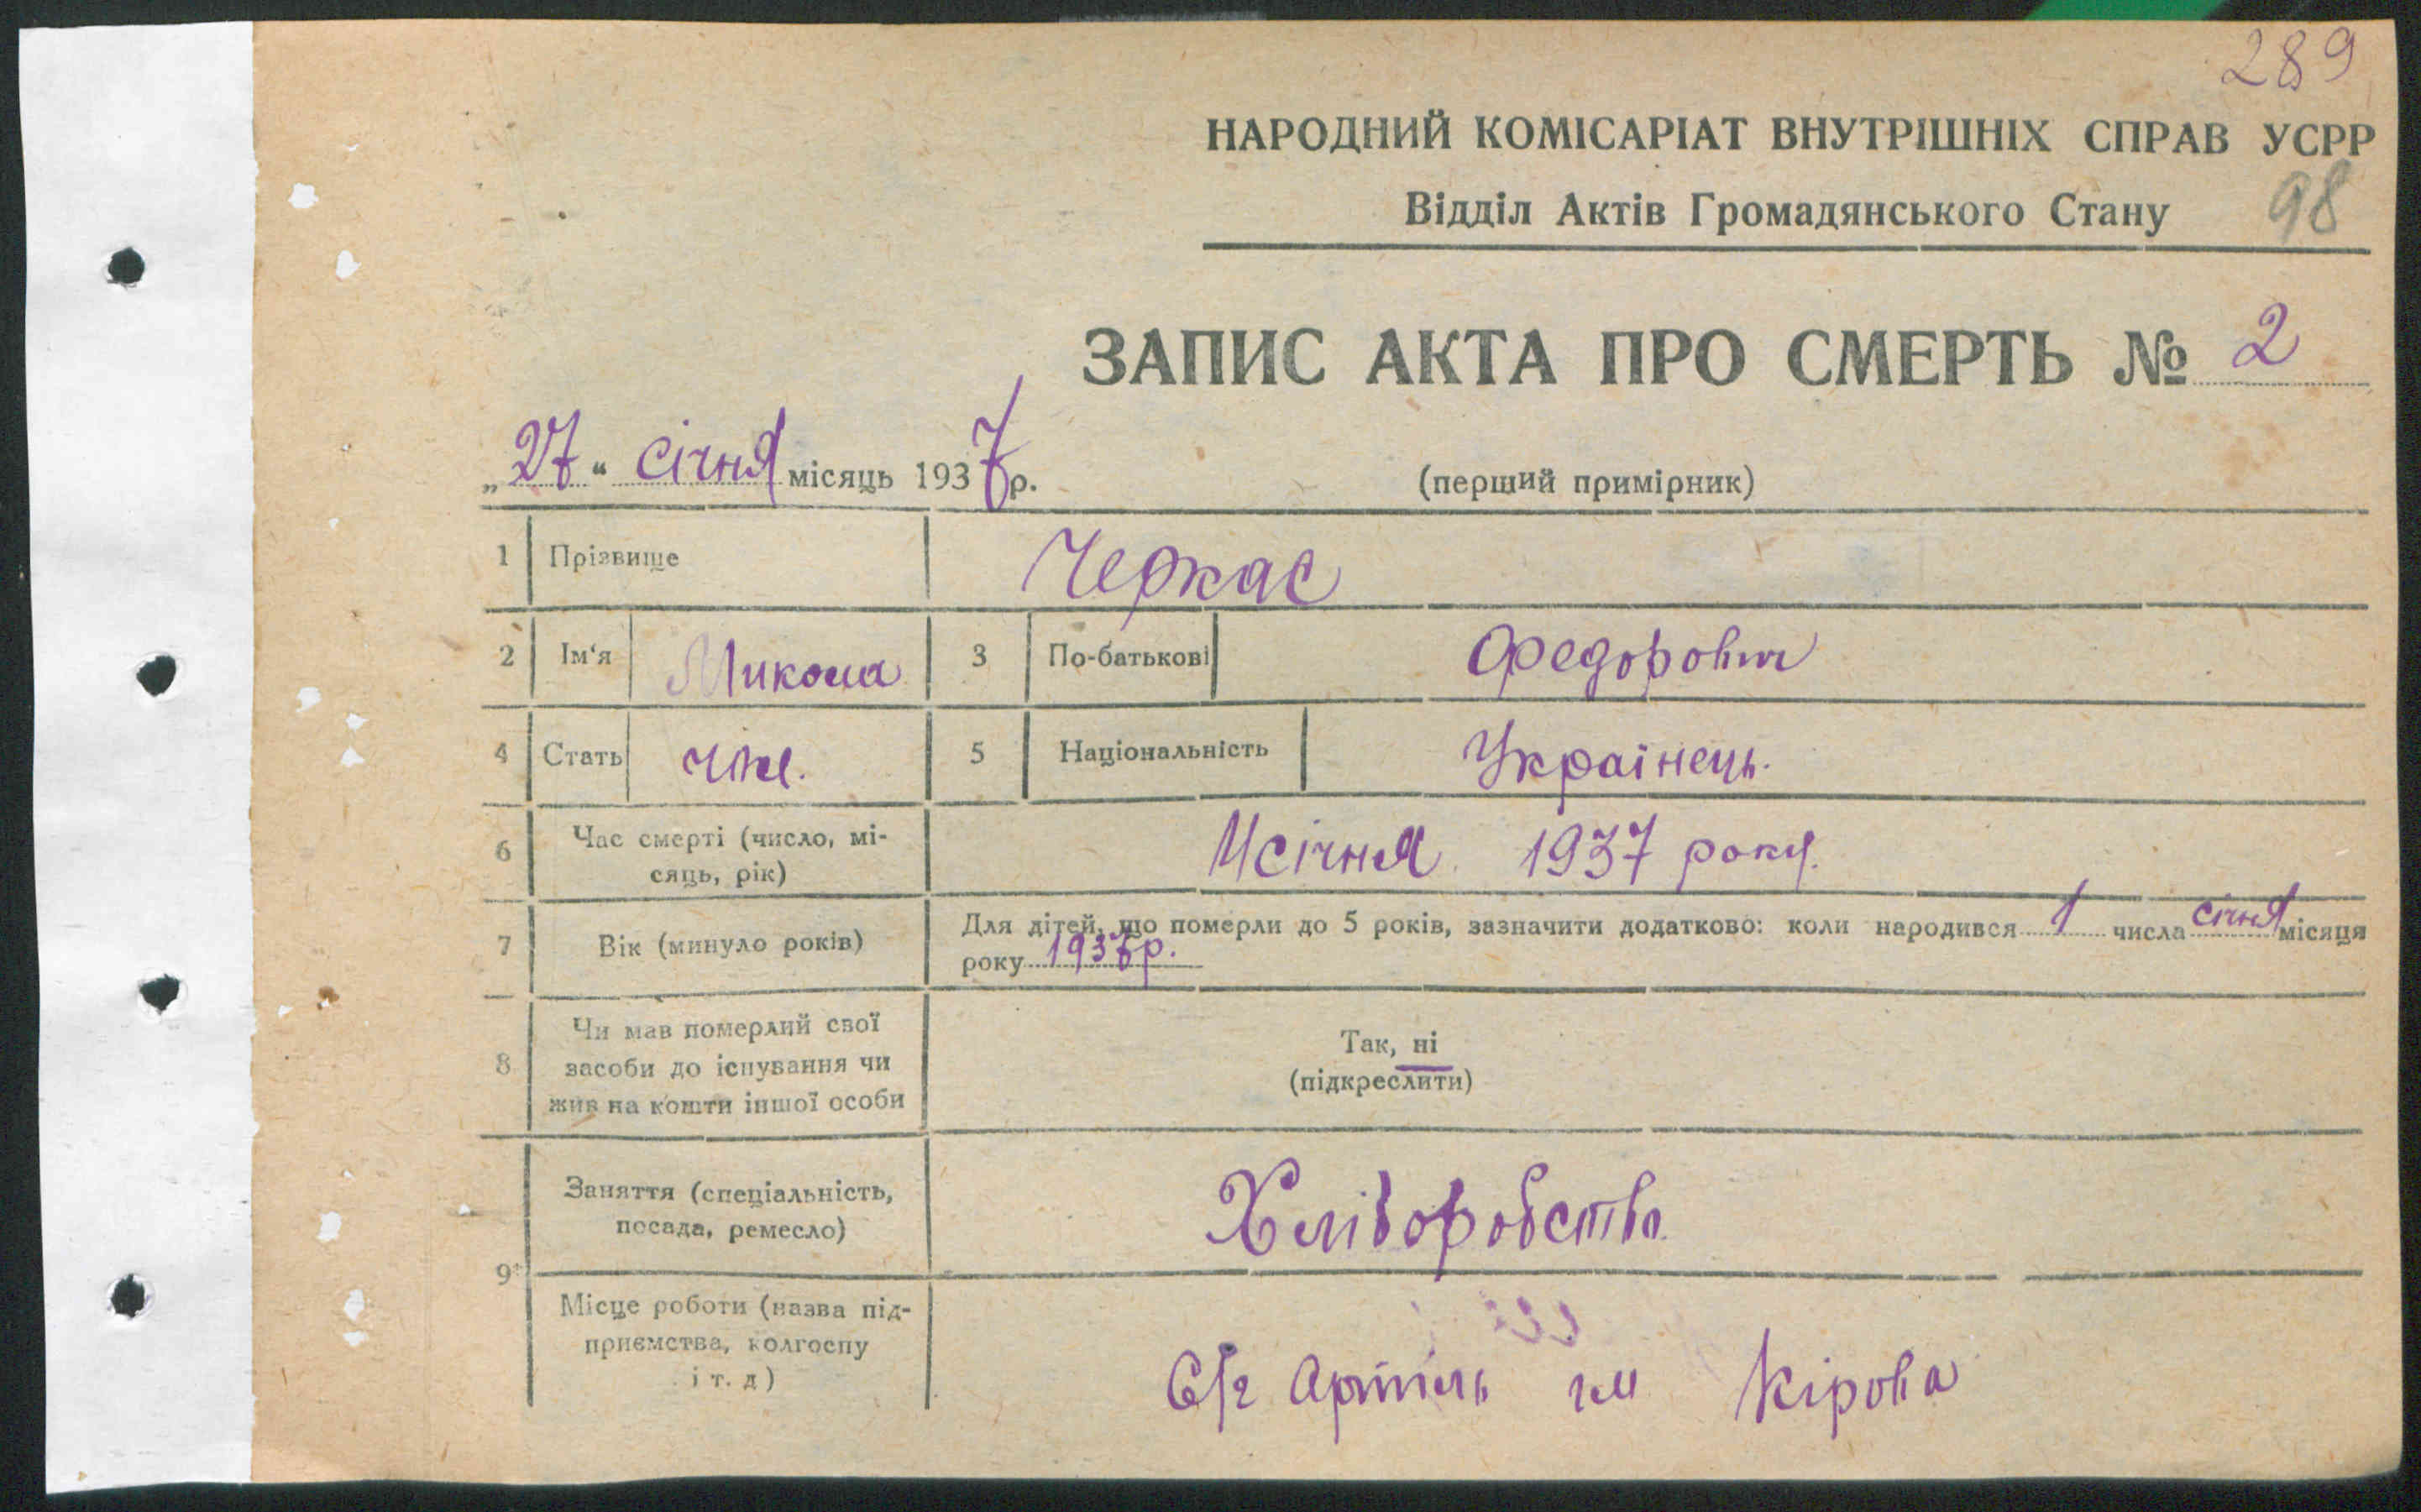 289
НАРОДНИЙ КОМІСАРІАТ ВНУТРІШНІХ СПРАВ УСРР
Відділ Актів Громадянського Стану 98
ЗАПИС АКТА ПРО СМЕРТЬ № 2
„27“ січня місяць 1937 р. (перший примірник)
1 Прізвище Черкас
2 Ім‘я Микола 3 По-батькові Федорович
4 Стать чол. 5 Національність Українець.
6 Час смерті (число, мі-
сяць, рік) січня 1937 року.
7 Вік (минуло років) Для дітей, що померли до 5 років, зазначити додатково: коли народився 1 числа січня місяця
року 1937 р.
8 Чи мав померлий свої
засоби до існування чи
жив на кошти іншої особи
Так, ні
(підкреслити)
9 Заняття (спеціальність,
посада, ремесло) Хліборобство
Місце роботи (назва під-
приємства, колгоспу
і т. д)
С/г Артіль ім Кірова